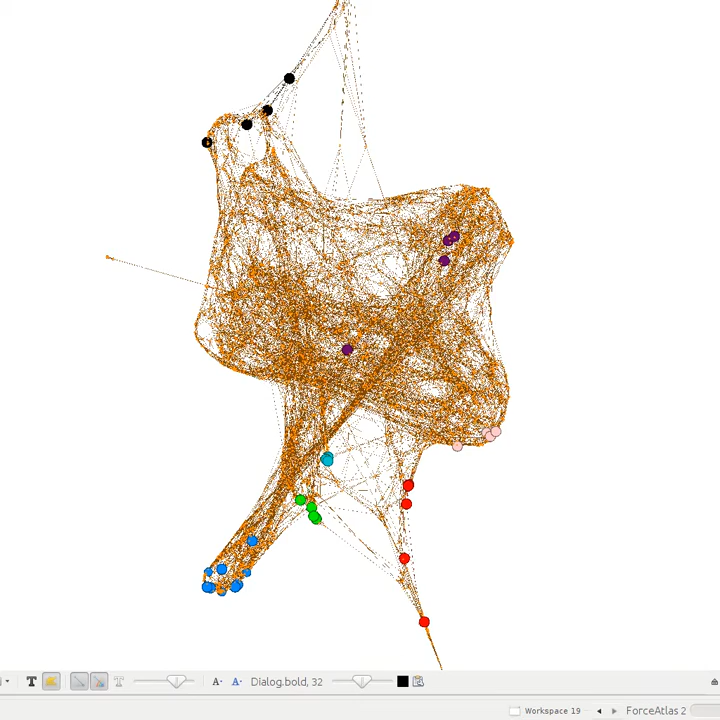 T T A- A- Dialog.bold, 32
Workspace 19 ForceAtlas 2